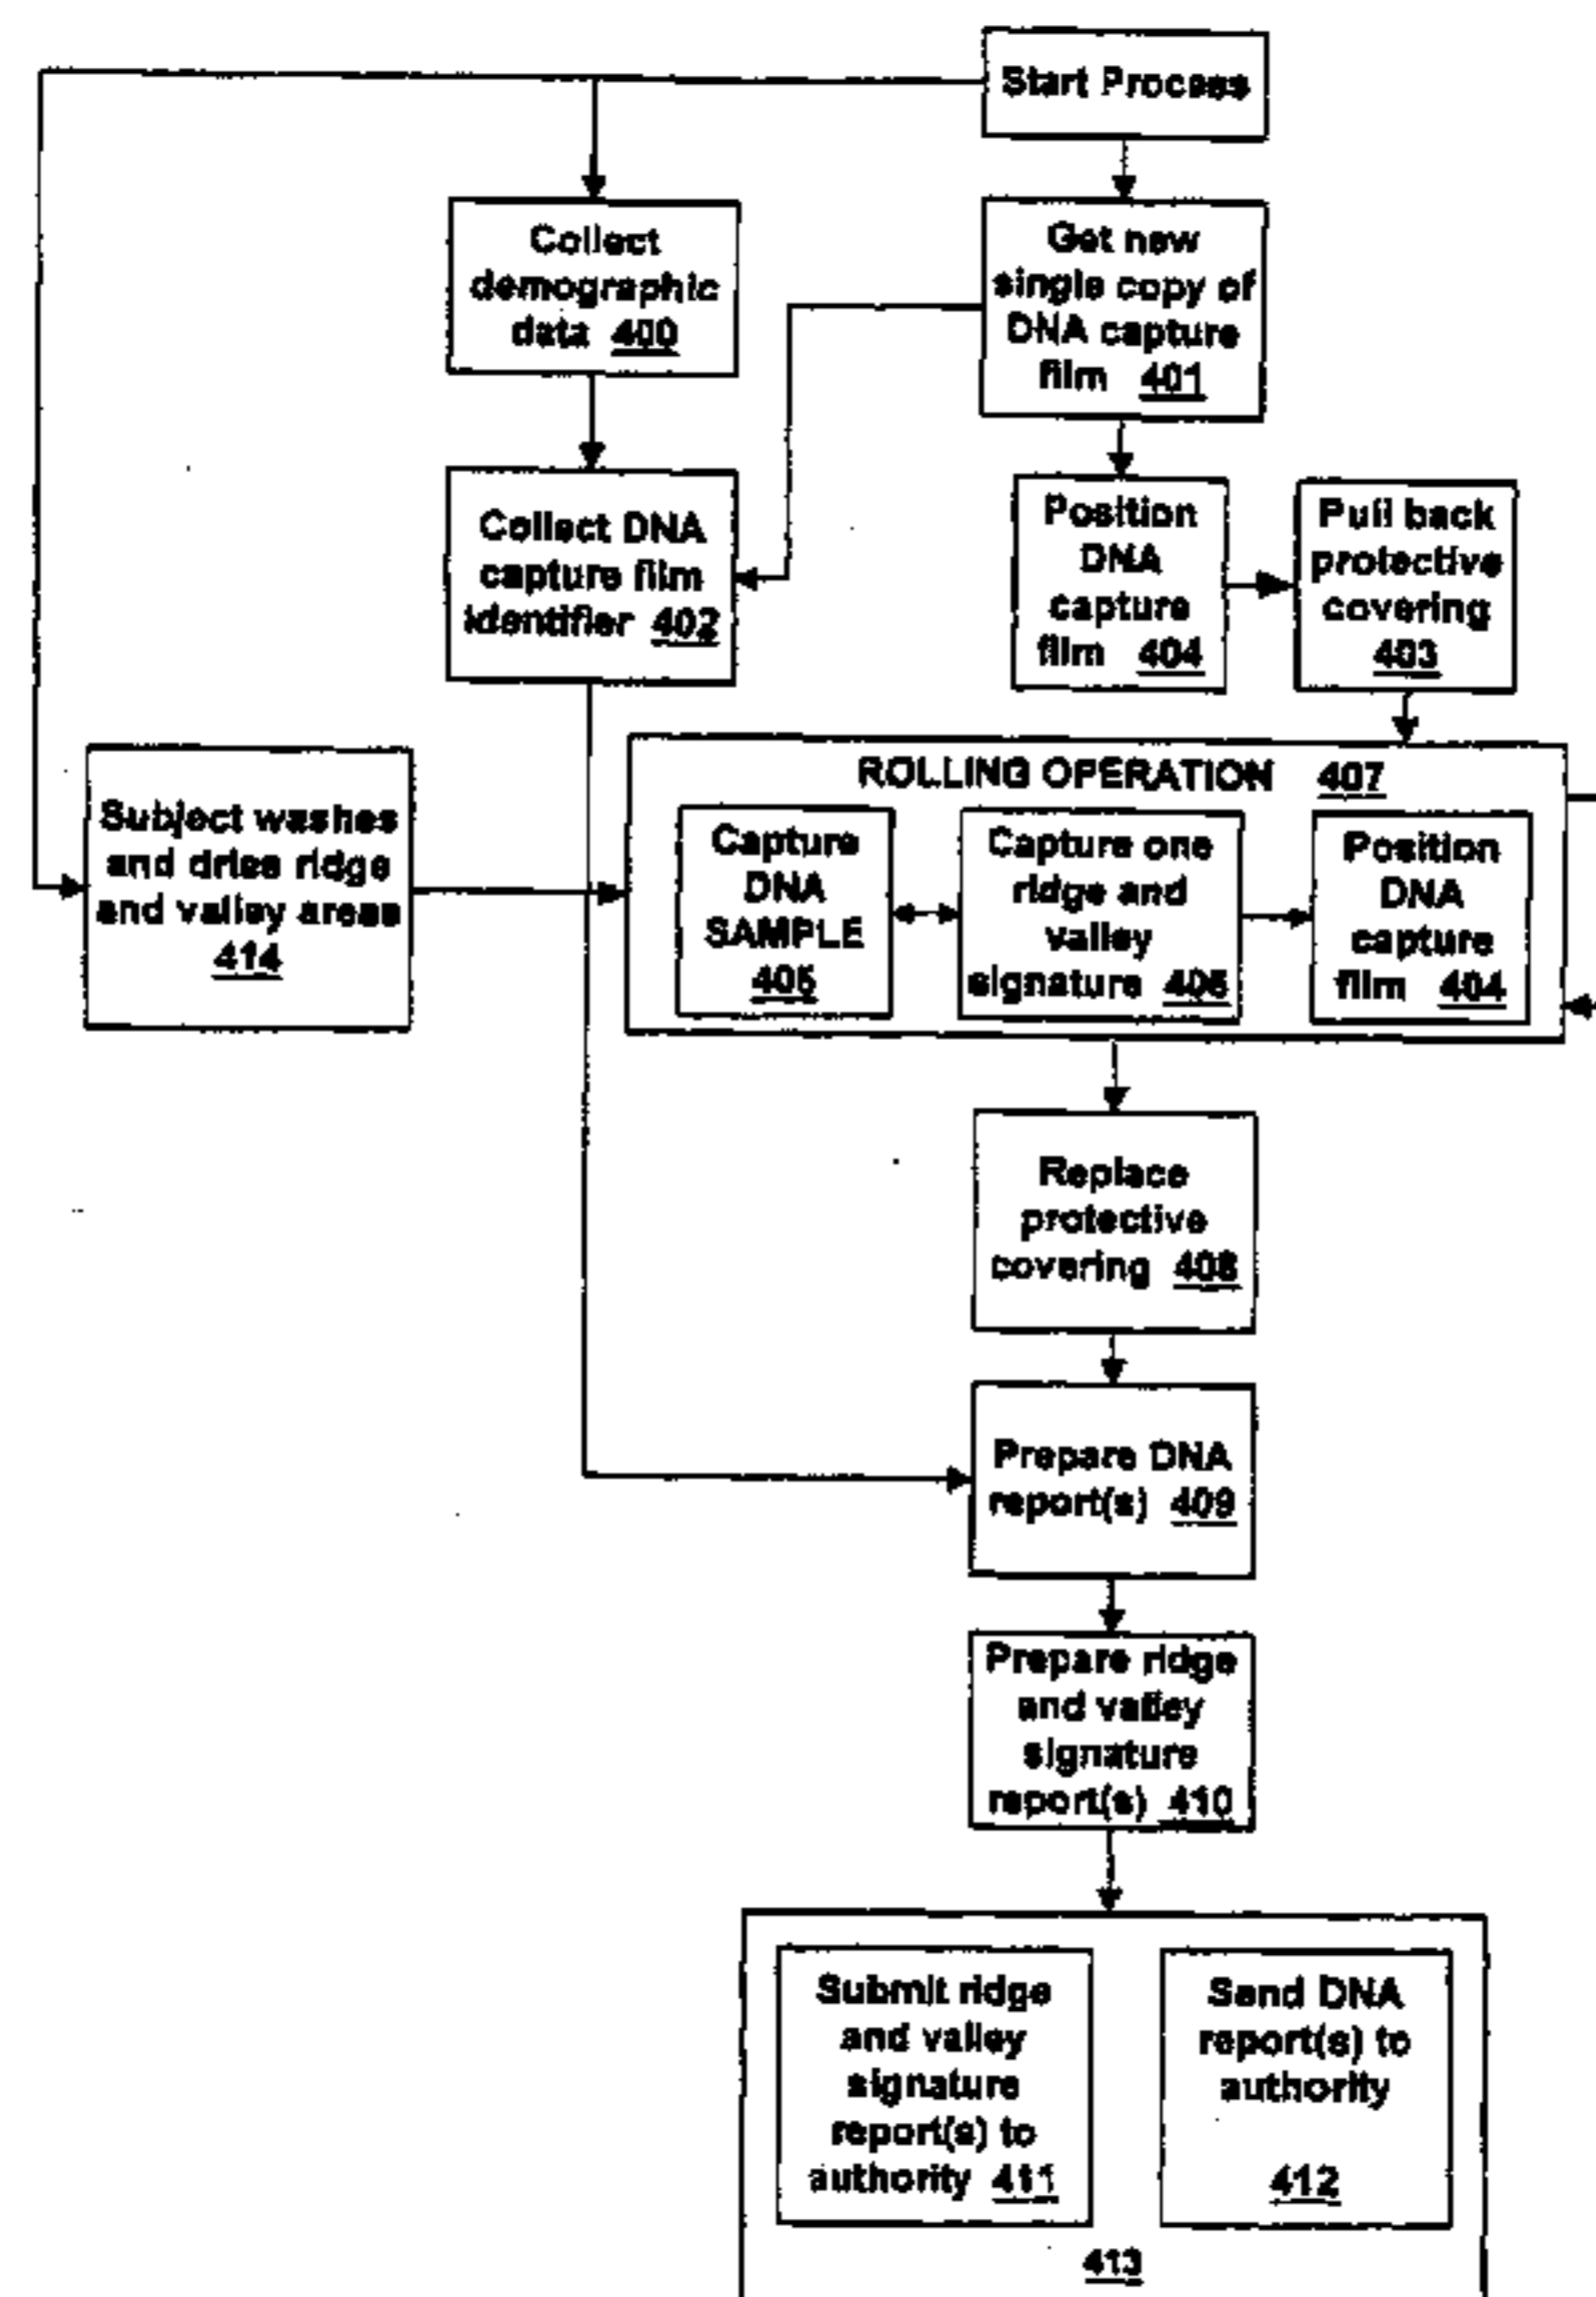 Start Process
Collect
demographic
data 400
Get new
single copy of
DNA capture
film 401
Collect DNA
capture film
identifier 402
Position
DNA
capture
film 404
Pull back
protective
covering
403
Subject washes
and dries ridge
and valley areas
414
ROLLING OPERATION 407
Capture
DNA
SAMPLE
405
Capture one
ridge and
valley
signature 406
Position
DNA
capture
film 404
Replace
protective
covering 408
Prepare DNA
report(s) 409
Prepare ridge
and valley
signature
report(s) 410
Submit ridge
and valley
signature
report(s) to
authority 411
Send DNA
report(s) to
authority
412
413